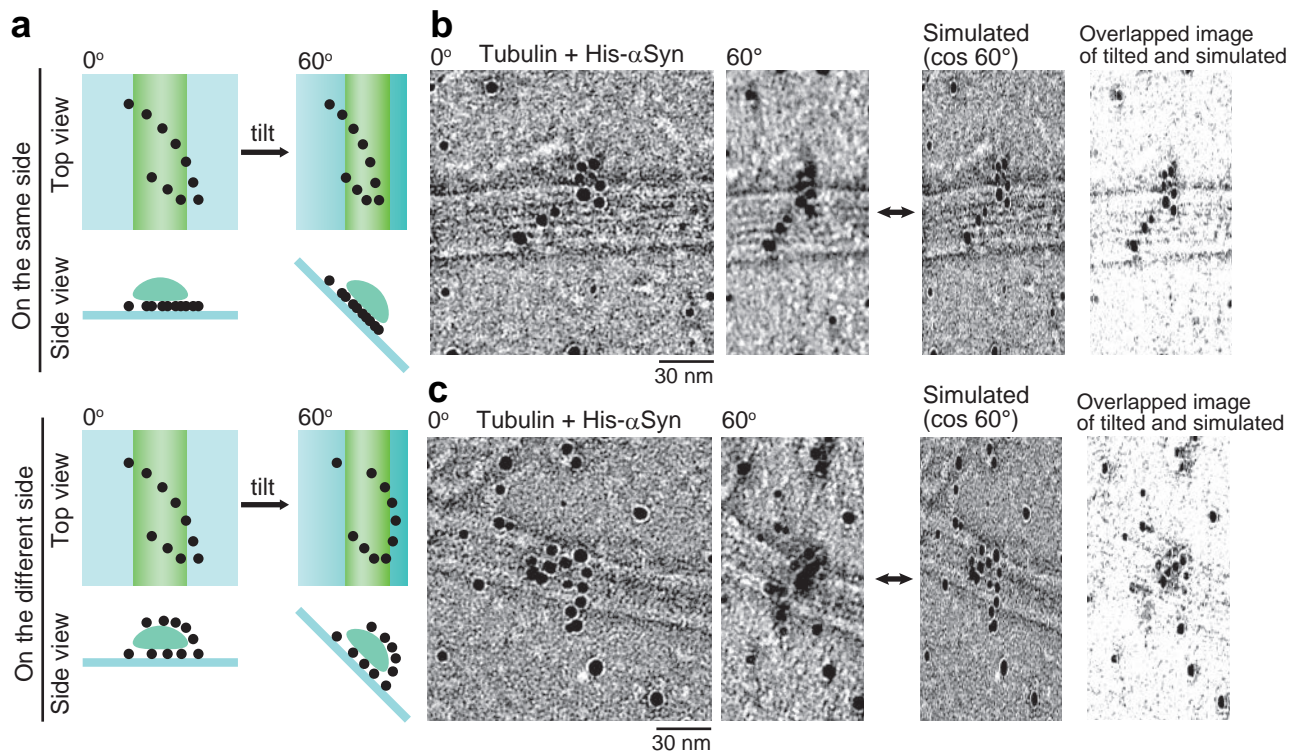 a
On the same side
Top view
Side view
0°
tilt
60°
On the different side
Top view
Side view
0°
tilt
60°
b
0°
Tubulin + His-αSyn
60°
Simulated
(cos 60°)
Overlapped image
of tilted and simulated
30 nm
c
0°
Tubulin + His-αSyn
60°
Simulated
(cos 60°)
Overlapped image
of tilted and simulated
30 nm